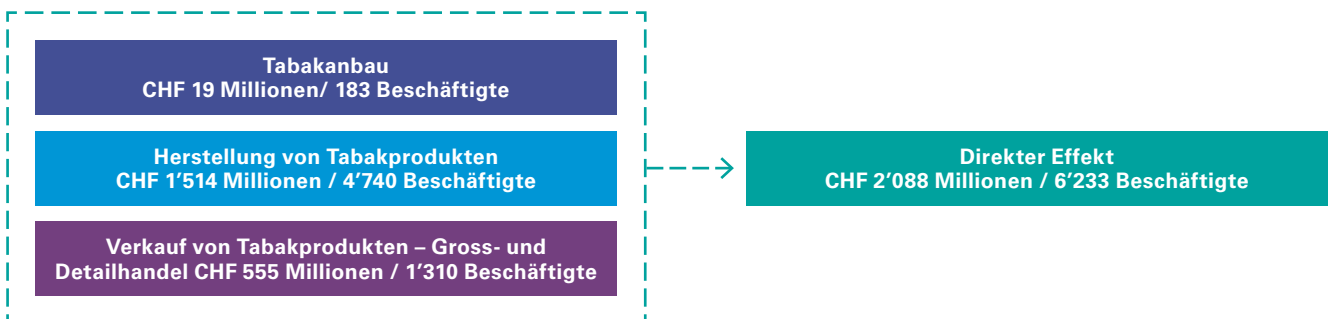 Tabakanbau
CHF 19 Millionen/ 183 Beschäftigte
Herstellung von Tabakprodukten
CHF 1’514 Millionen / 4’740 Beschäftigte
Verkauf von Tabakprodukten – Gross- und
Detailhandel CHF 555 Millionen / 1’310 Beschäftigte
Direkter Effekt
CHF 2’088 Millionen / 6’233 Beschäftigte